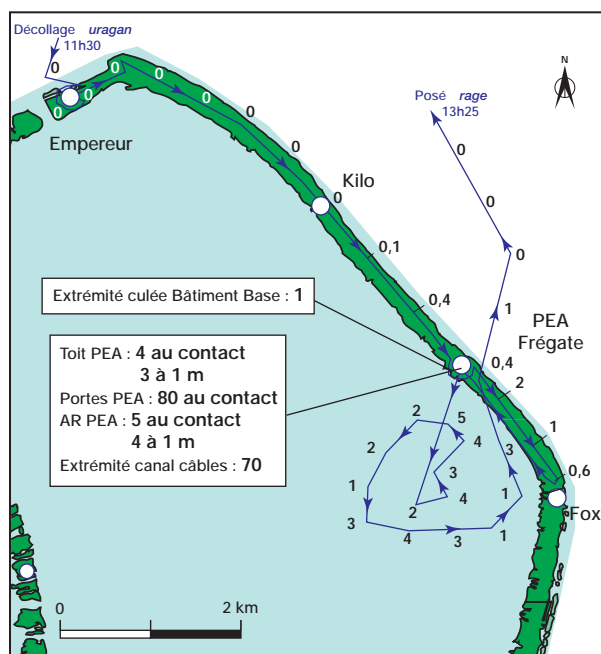 Décollage uragan
11h30
N
0
0
0
0
0
0
0
Empereur
0
0
Posé rage
13h25
0
0
0
Kilo
0
0,1
0,4
1
Extrémité culée Bâtiment Base : 1
PEA
Frégate
0,4
2
1
0,6
Fox
Toit PEA : 4 au contact
3 à 1 m
Portes PEA : 80 au contact
AR PEA : 5 au contact
4 à 1 m
Extrémité canal câbles : 70
2
5
4
2
3
3
1
4
1
2
3
4
3
1
0
2 km